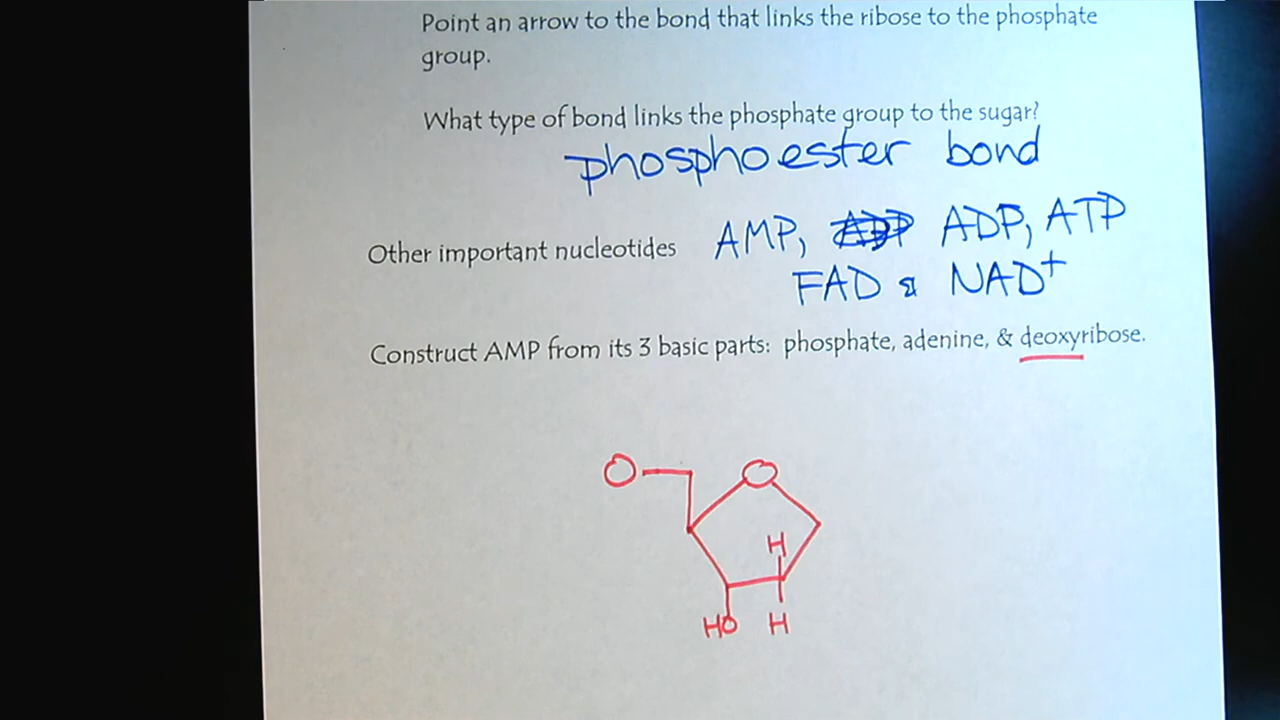 Point an arrow to the bond that links the ribose to the phosphate
group.
What type of bond links the phosphate group to the sugar?
phosphoester bond
Other important nucleotides AMP, ADP ADP, ATP
FAD & NAD+
Construct AMP from its 3 basic parts: phosphate, adenine, & deoxyribose.
O O
H
HO H